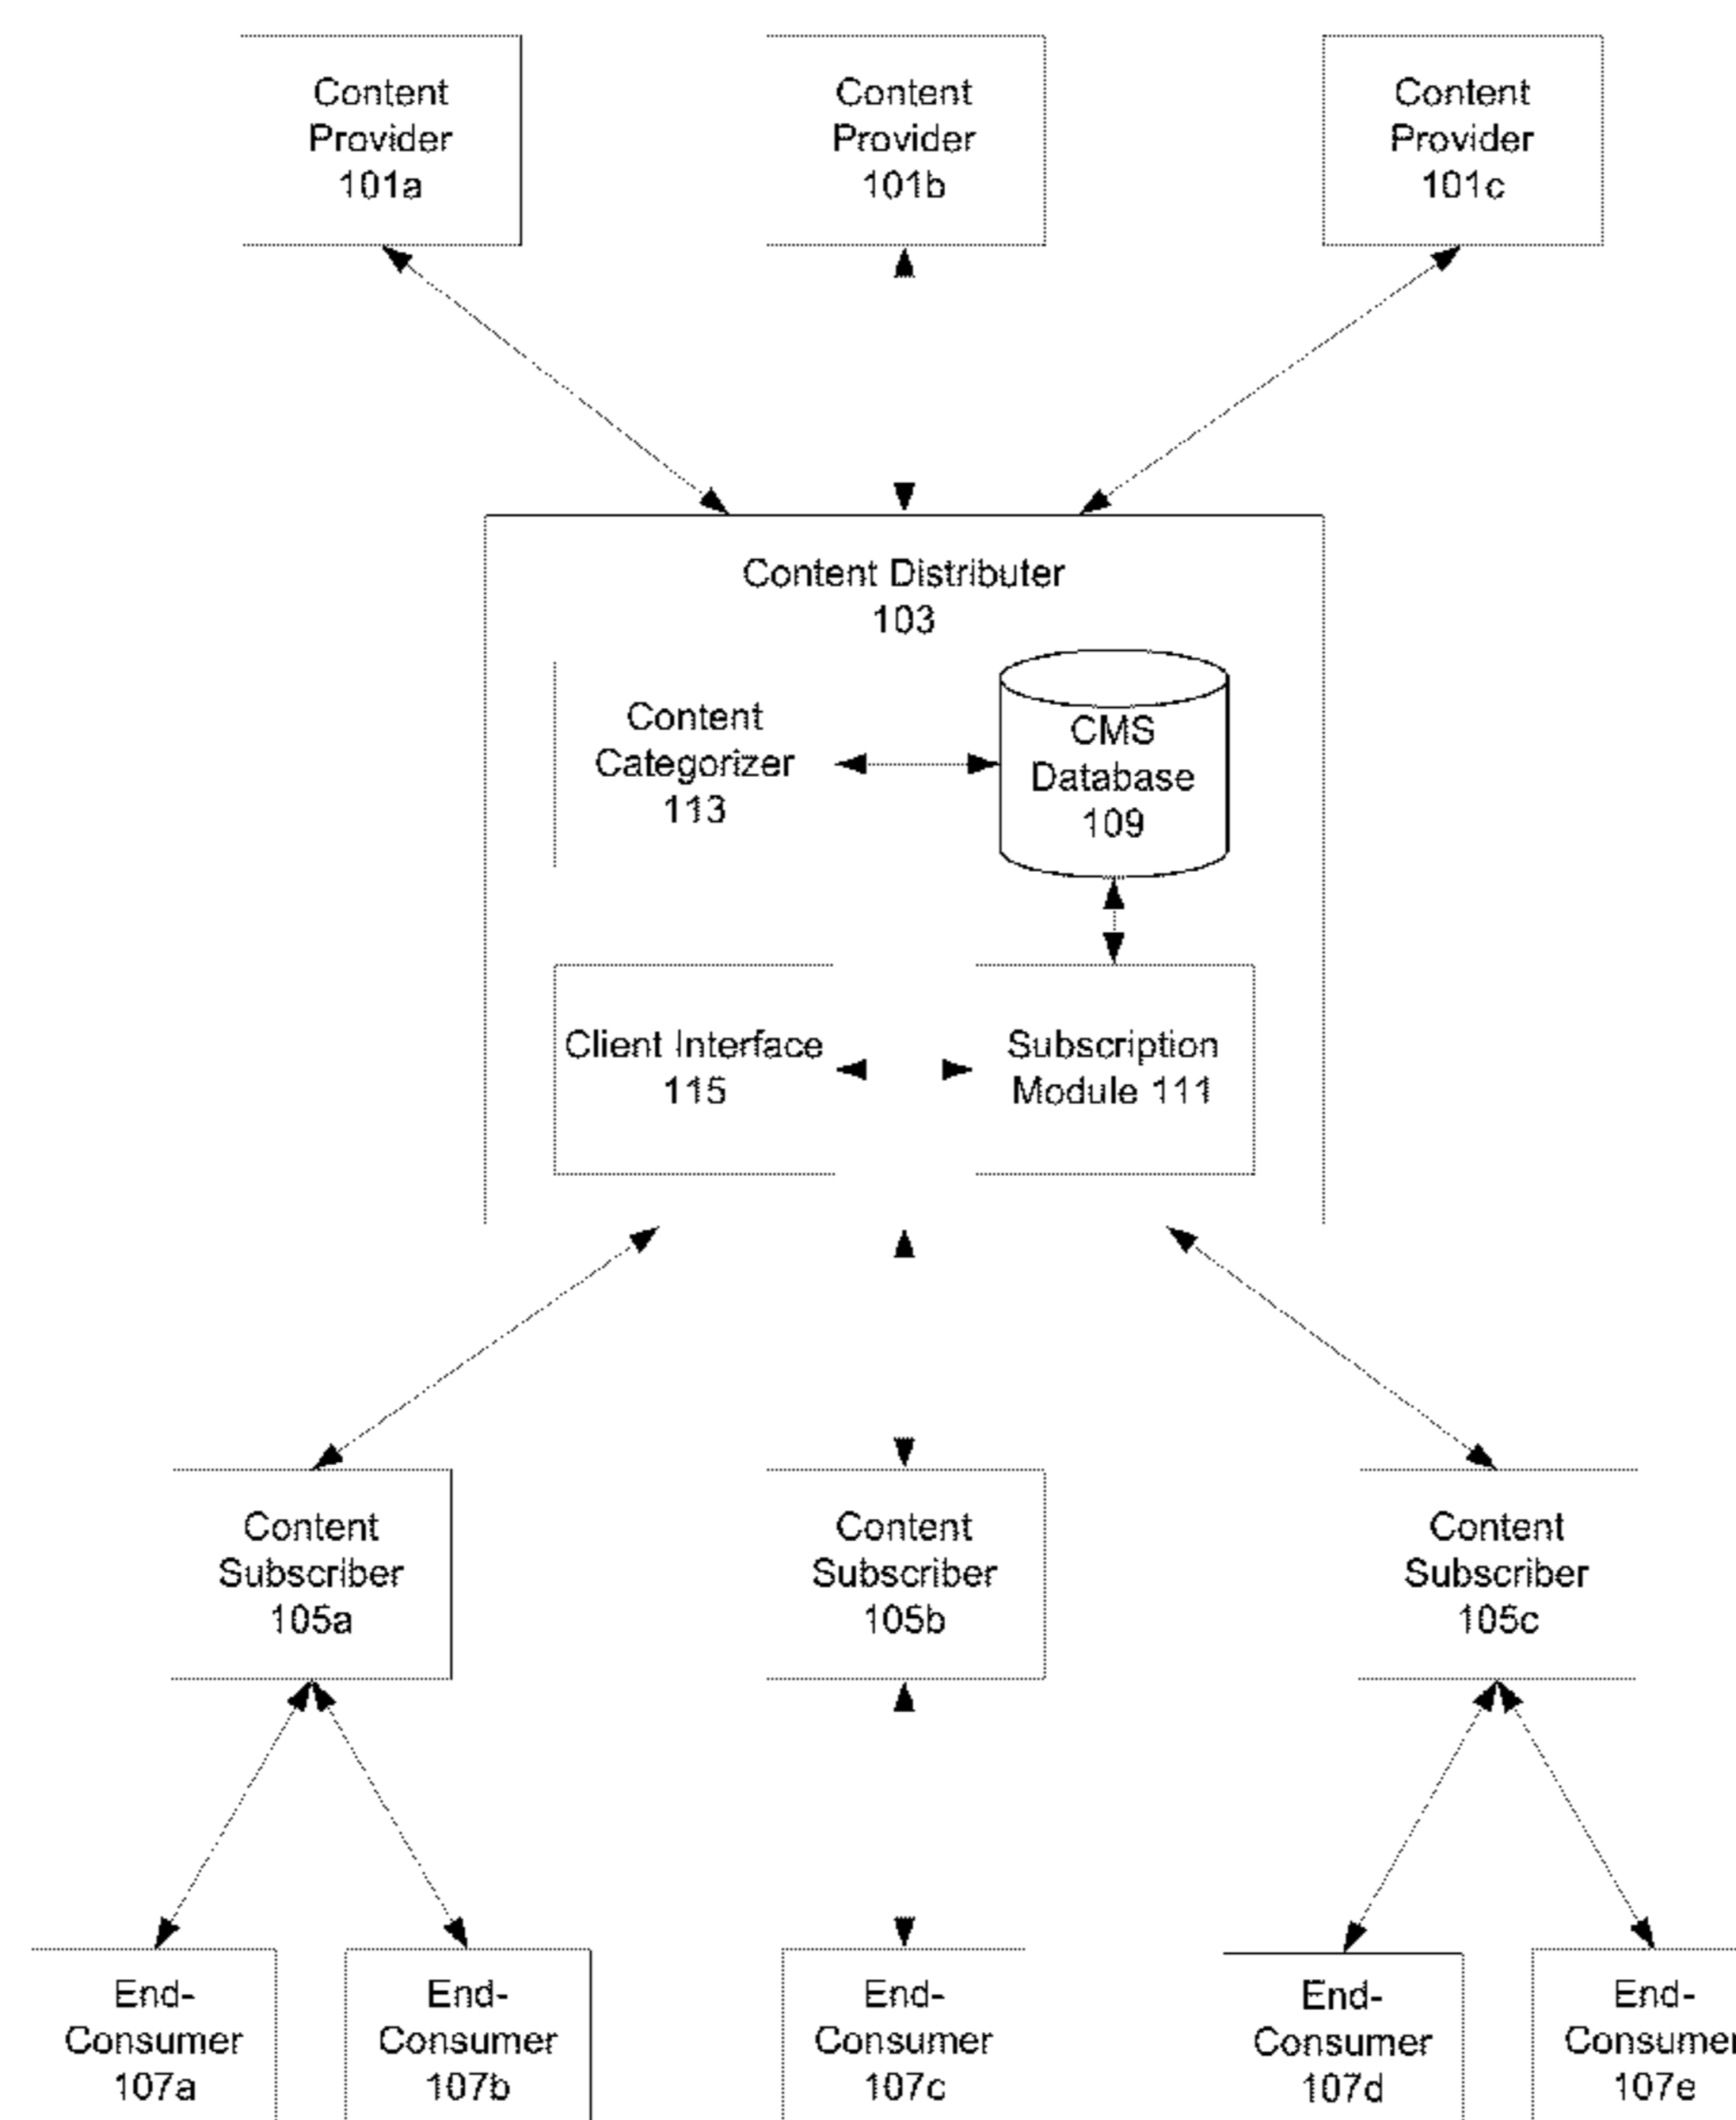 Content
Provider
101a
Content
Provider
101b
Content
Provider
101c
Content Distributer
103
Content
Categorizer
113
CMS
Database
109
Client Interface
115
Subscription
Module 111
Content
Subscriber
105a
Content
Subscriber
105b
Content
Subscriber
105c
End-
Consumer
107a
End-
Consumer
107b
End-
Consumer
107c
End-
Consumer
107d
End-
Consumer
107e